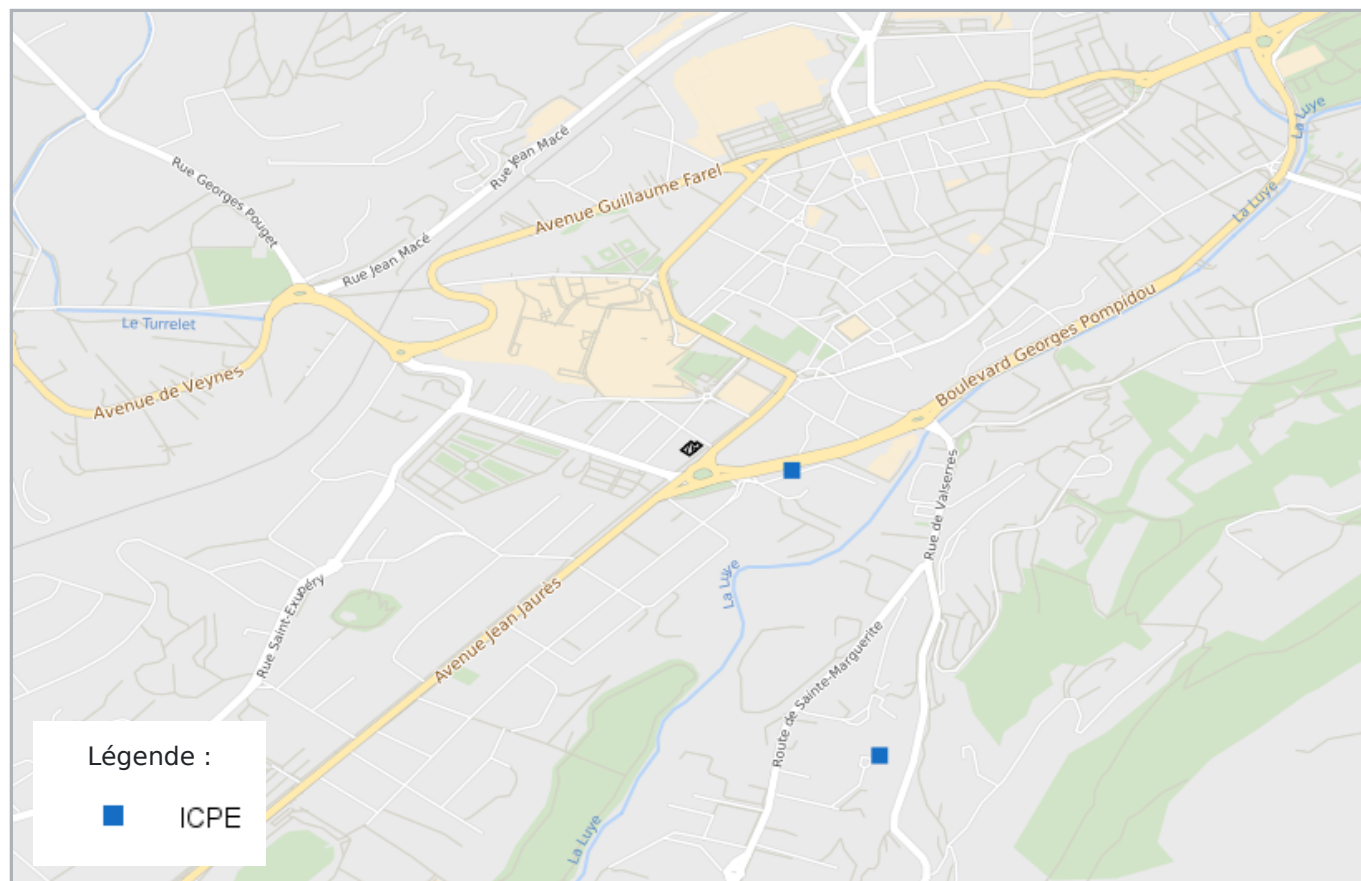 La Luye
Rue Jean Macé
Rue Georges Pouget
Avenue Guillaume Farel
La Luye
Rue Jean Macé
Le Turrelet
Boulevard Georges Pompidou
Avenue de Veynes
Rue de Valserres
La Luye
Rue Saint-Exupéry
Avenue Jean Jaurès
Route de Sainte-Marguerite
Légende :
ICPE
La Luye